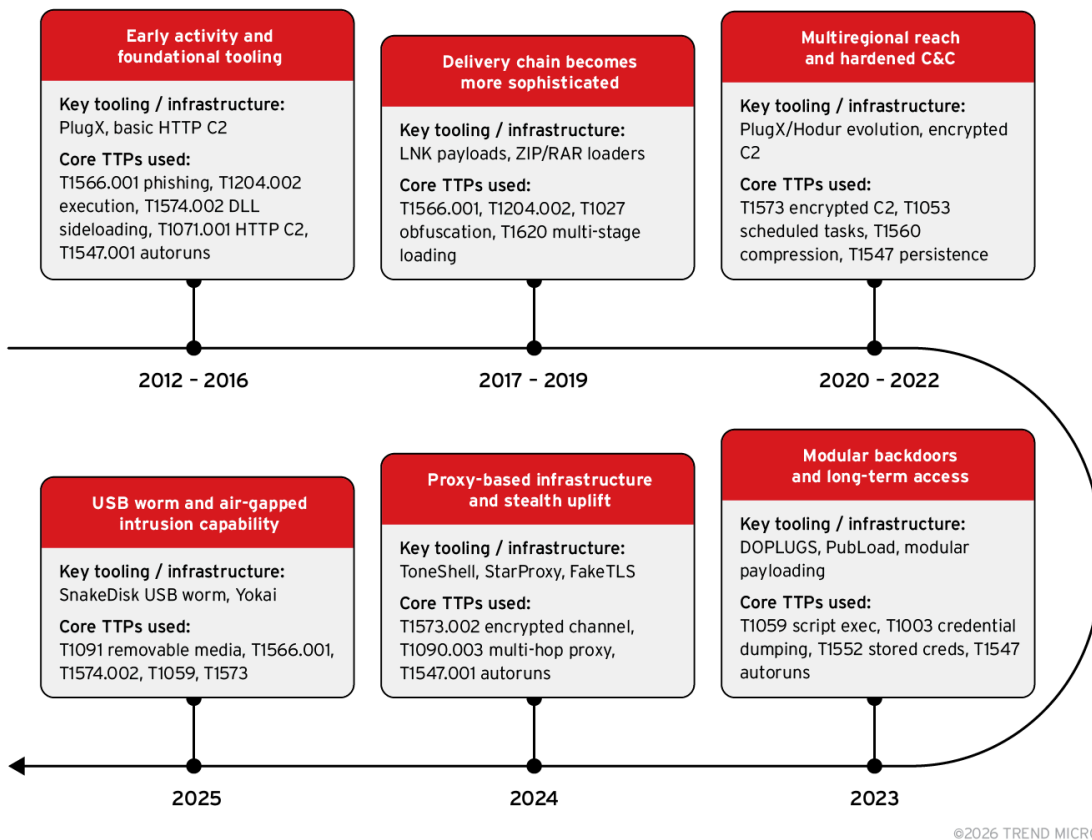 Early activity and
foundational tooling
Key tooling / infrastructure:
PlugX, basic HTTP C2
Core TTPs used:
T1566.001 phishing, T1204.002
execution, T1574.002 DLL
sideloading, T1071.001 HTTP C2,
T1547.001 autoruns
2012 – 2016
Delivery chain becomes
more sophisticated
Key tooling / infrastructure:
LNK payloads, ZIP/RAR loaders
Core TTPs used:
T1566.001, T1204.002, T1027
obfuscation, T1620 multi-stage
loading
2017 – 2019
Multiregional reach
and hardened C&C
Key tooling / infrastructure:
PlugX/Hodur evolution, encrypted
C2
Core TTPs used:
T1573 encrypted C2, T1053
scheduled tasks, T1560
compression, T1547 persistence
2020 – 2022
Modular backdoors
and long-term access
Key tooling / infrastructure:
DOPLUGS, PubLoad, modular
payloading
Core TTPs used:
T1059 script exec, T1003 credential
dumping, T1552 stored creds, T1547
autoruns
2023
Proxy-based infrastructure
and stealth uplift
Key tooling / infrastructure:
ToneShell, StarProxy, FakeTLS
Core TTPs used:
T1573.002 encrypted channel,
T1090.003 multi-hop proxy,
T1547.001 autoruns
2024
USB worm and air-gapped
intrusion capability
Key tooling / infrastructure:
SnakeDisk USB worm, Yokai
Core TTPs used:
T1091 removable media, T1566.001,
T1574.002, T1059, T1573
2025
©2026 TREND MICR